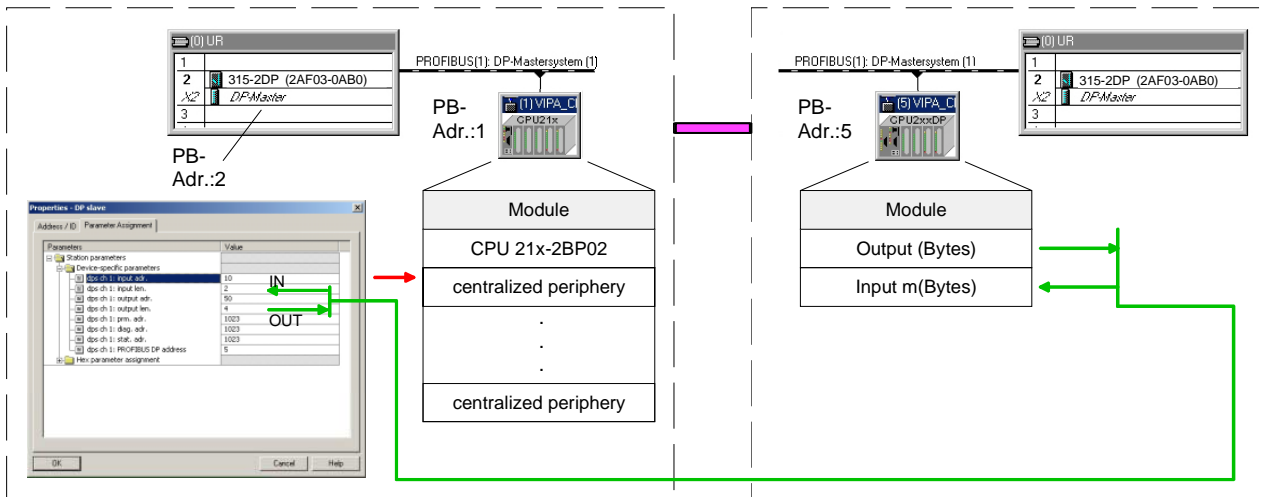 (0) UR
1
2 315-2DP (2AF03-0AB0)
X2 DP-Master
3
PROFIBUS(1): DP-Mastersystem (1)
PB-
Adr.:1
(1) VIPA_CI
CPU21x
PB-
Adr.:2
Module
CPU 21x-2BP02
centralized periphery
.
.
.
centralized periphery
Properties - DP slave
Address / ID Parameter Assignment
Parameters Value
Station parameters
Device-specific parameters
dps ch 1: input adr. 10
dps ch 1: input len. 2
dps ch 1: output adr. 50
dps ch 1: output len. 4
dps ch 1: prm. adr. 1023
dps ch 1: diag. adr. 1023
dps ch 1: stat. adr. 1023
dps ch 1: PROFIBUS DP address 5
Hex parameter assignment
IN
OUT
OK Cancel Help
PROFIBUS(1): DP-Mastersystem (1)
PB-
Adr.:5
(5) VIPA_CI
CPU2xxDP
(0) UR
1
2 315-2DP (2AF03-0AB0)
X2 DP-Master
3
Module
Output (Bytes)
Input m(Bytes)